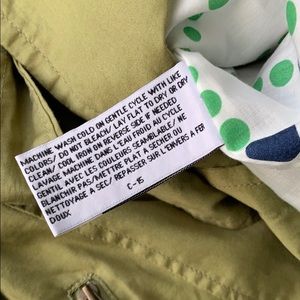 MACHINE WASH COLD ON GENTLE CYCLE WITH LIKE
COLORS/ DO NOT BLEACH/ LAY FLAT TO DRY OR DRY
CLEAN/ COOL IRON ON REVERSE SIDE IF NEEDED
LAVAGE MACHINE DANS L'EAU FROID AU CYCLE
GENTIL AVEC LES COULEURS SEAMBLABLE/ NE
BLANCHIR PAS/METTRE PLAT A SECHER OU
NETTOYAGE A SEC/ REPASSER SUR L'ENVERS A FER
DOUX.
C-15